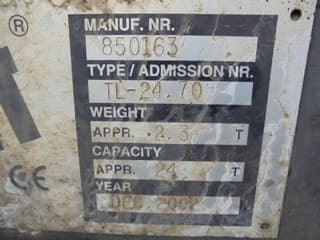 ®
MANUF. NR.
850163
TYPE / ADMISSION NR.
TL-24.70
WEIGHT
APPR. 2.3 T
CAPACITY
APPR. 24. T
CE
YEAR
DEC 2002